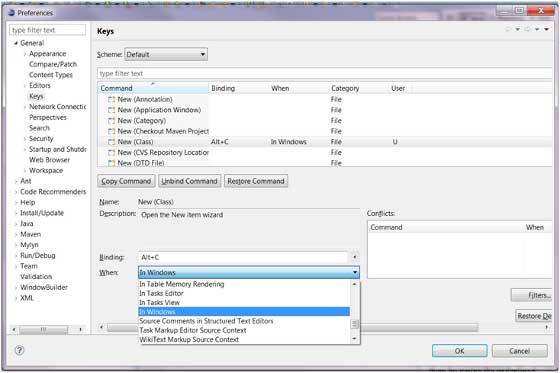 Preferences
type filter text
General
Appearance
Compare/Patch
Content Types
Editors
Keys
Network Connectio
Perspectives
Search
Security
Startup and Shutdo
Web Browser
Workspace
Ant
Code Recommenders
Help
Install/Update
Java
Maven
Mylyn
Run/Debug
Team
Validation
WindowBuilder
XML
Keys
Scheme: Default
type filter text
Command Binding When Category User
New (Annotation) File
New (Application Window) File
New (Category) File
New (Checkout Maven Project File
New (Class) Alt+C In Windows File U
New (CVS Repository Location File
New (DTD File) File
Copy Command Unbind Command Restore Command
Name: New (Class)
Description: Open the New item wizard
Conflicts:
Command When
Binding: Alt+C
When: In Windows
In Table Memory Rendering
In Tasks Editor
In Tasks View
In Windows
Source Comments in Structured Text Editors
Task Markup Editor Source Context
WikiText Markup Source Context
Filters...
Restore De
OK Cancel